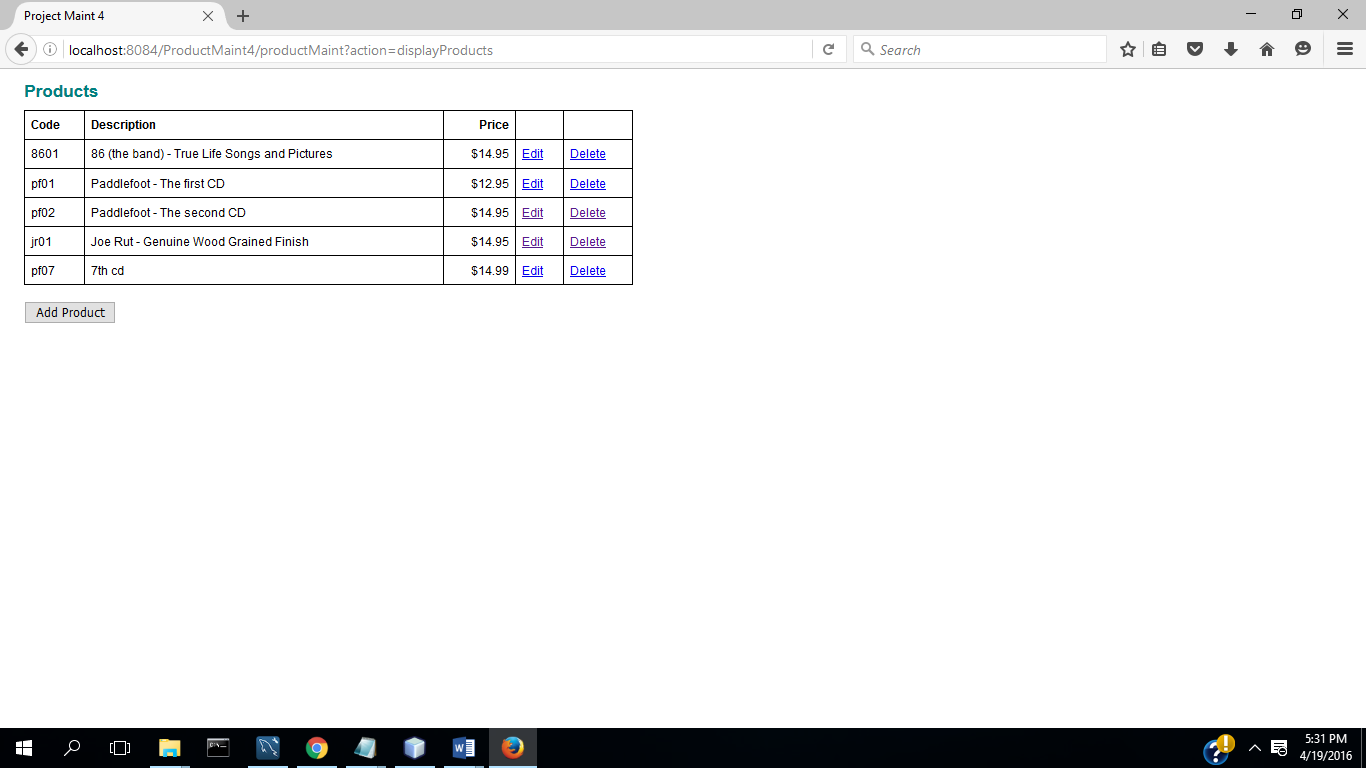 Project Maint 4
localhost:8084/ProductMaint4/productMaint?action=displayProducts
Search
Products
Code Description Price
8601 86 (the band) - True Life Songs and Pictures $14.95 Edit Delete
pf01 Paddlefoot - The first CD $12.95 Edit Delete
pf02 Paddlefoot - The second CD $14.95 Edit Delete
jr01 Joe Rut - Genuine Wood Grained Finish $14.95 Edit Delete
pf07 7th cd $14.99 Edit Delete
Add Product
5:31 PM
4/19/2016